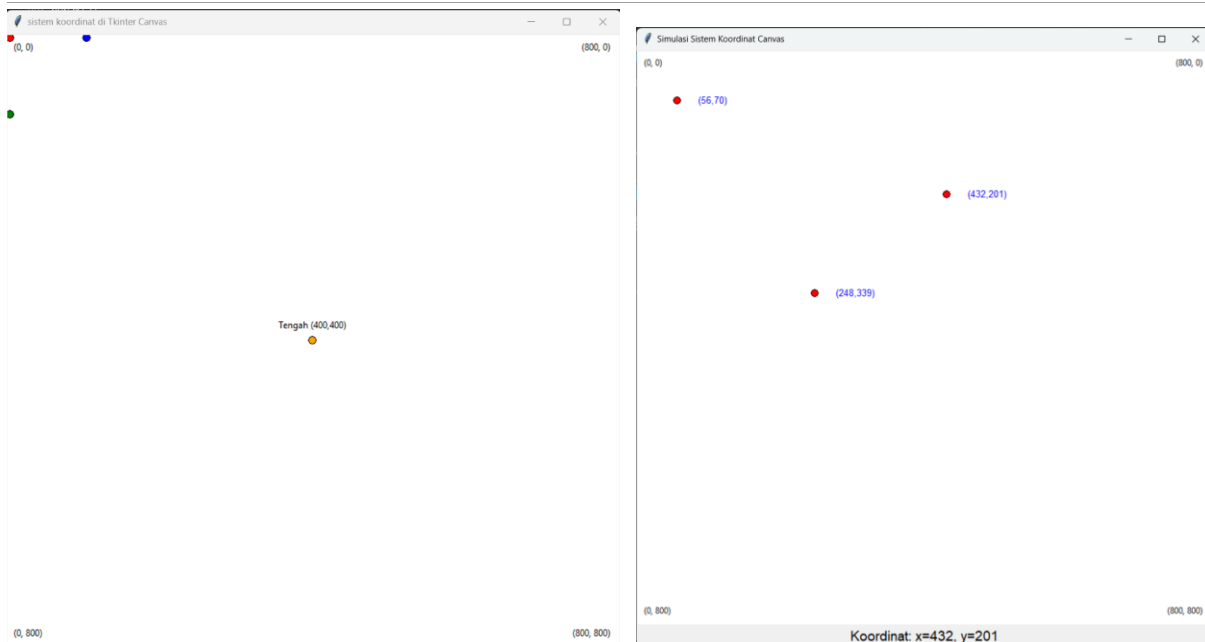 sistem koordinat di Tkinter Canvas
(0, 0)
(800, 0)
Tengah (400,400)
(0, 800)
(800, 800)
Simulasi Sistem Koordinat Canvas
(0, 0)
(800, 0)
(56,70)
(432,201)
(248,339)
(0, 800)
(800, 800)
Koordinat: x=432, y=201